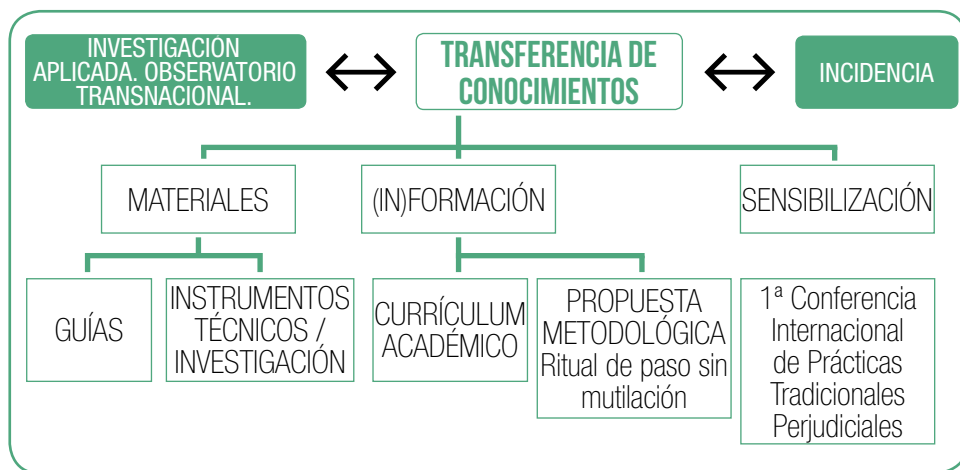 INVESTIGACIÓN
APLICADA. OBSERVATORIO
TRANSNACIONAL.
TRANSFERENCIA DE
CONOCIMIENTOS
INCIDENCIA
MATERIALES
(IN)FORMACIÓN
SENSIBILIZACIÓN
GUÍAS
INSTRUMENTOS
TÉCNICOS /
INVESTIGACIÓN
CURRÍCULUM
ACADÉMICO
PROPUESTA
METODOLÓGICA
Ritual de paso sin
mutilación
1ª Conferencia
Internacional
de Prácticas
Tradicionales
Perjudiciales